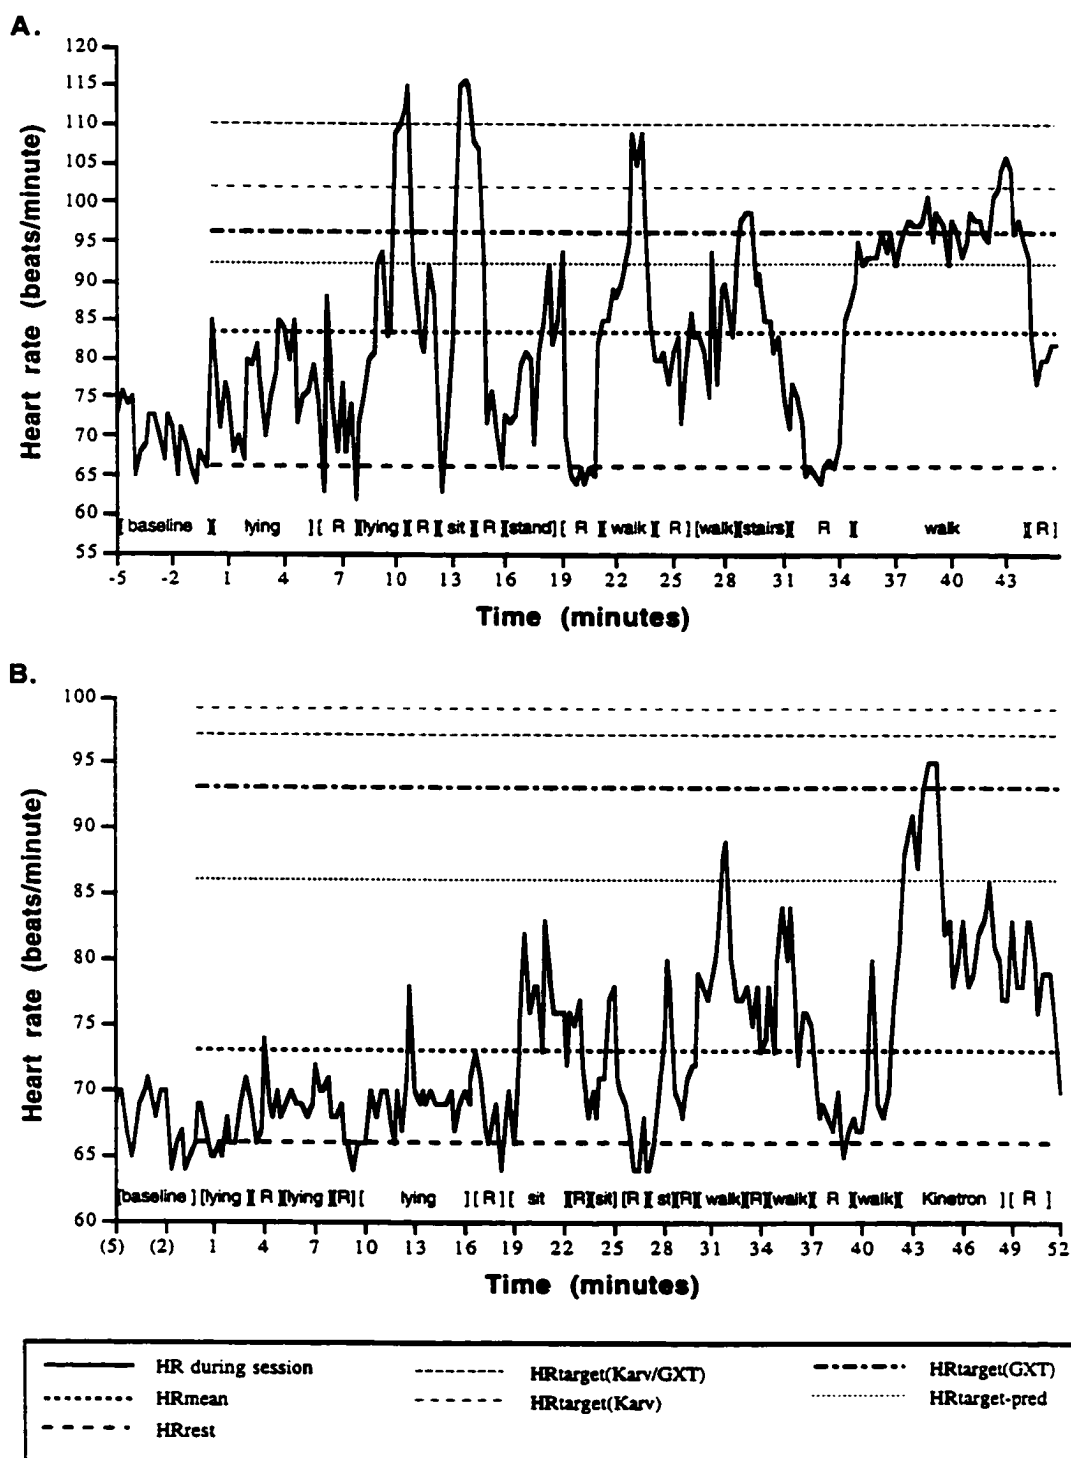 A.
Heart rate (beats/minute)
120
115
110
105
100
95
90
85
80
75
70
65
60
55
[baseline ][ lying ][ R ][lying][R][ sit ][R][stand][ R ][ walk ][ R ][walk][stairs][ R ][ walk ][R]
-5 -2 1 4 7 10 13 16 19 22 25 28 31 34 37 40 43
Time (minutes)
B.
Heart rate (beats/minute)
100
95
90
85
80
75
70
65
60
[baseline ] [lying ][ R ][lying ][R][ lying ][ R ][ sit ][R][sit][R ][ st][R][ walk][R][walk][ R ][walk][ Kinetron ][ R ]
(5) (2) 1 4 7 10 13 16 19 22 25 28 31 34 37 40 43 46 49 52
Time (minutes)
HR during session HRtarget(Karv/GXT) HRtarget(GXT)
HRmean HRtarget(Karv) HRtarget-pred
HRrest